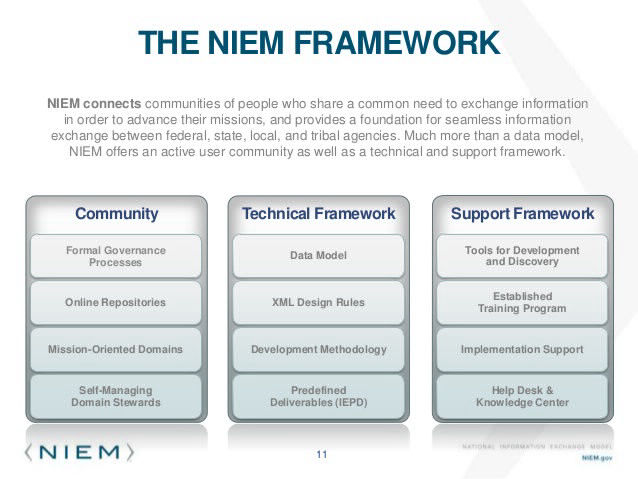 THE NIEM FRAMEWORK
NIEM connects communities of people who share a common need to exchange information
in order to advance their missions, and provides a foundation for seamless information
exchange between federal, state, local, and tribal agencies. Much more than a data model,
NIEM offers an active user community as well as a technical and support framework.
Community
Formal Governance
Processes
Online Repositories
Mission-Oriented Domains
Self-Managing
Domain Stewards
Technical Framework
Data Model
XML Design Rules
Development Methodology
Predefined
Deliverables (IEPD)
Support Framework
Tools for Development
and Discovery
Established
Training Program
Implementation Support
Help Desk &
Knowledge Center
NIEM
11
NATIONAL INFORMATION EXCHANGE MODEL
NIEM.gov